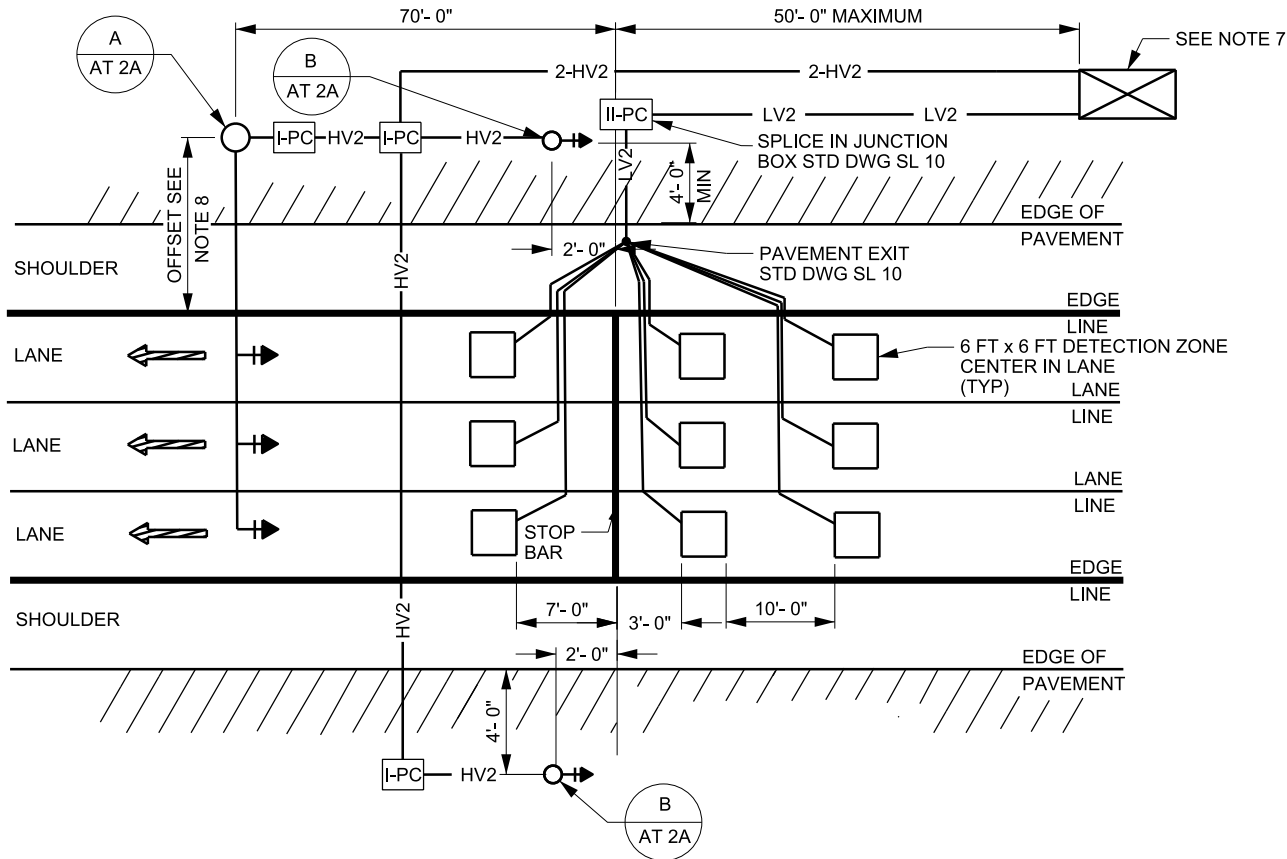 70'- 0"
50'- 0" MAXIMUM
A
AT 2A
B
AT 2A
SEE NOTE 7
2-HV2
2-HV2
II-PC
LV2
LV2
I-PC
HV2
I-PC
HV2
SPLICE IN JUNCTION
BOX STD DWG SL 10
LV2
4'- 0"
MIN
OFFSET SEE
NOTE 8
EDGE OF
PAVEMENT
SHOULDER
HV2
2'- 0"
PAVEMENT EXIT
STD DWG SL 10
EDGE
LINE
LANE
6 FT x 6 FT DETECTION ZONE
CENTER IN LANE
(TYP)
LANE
LINE
LANE
LANE
LINE
LANE
STOP
BAR
EDGE
LINE
SHOULDER
HV2
7'- 0"
3'- 0"
10'- 0"
2'- 0"
EDGE OF
PAVEMENT
4'- 0"
I-PC
HV2
B
AT 2A